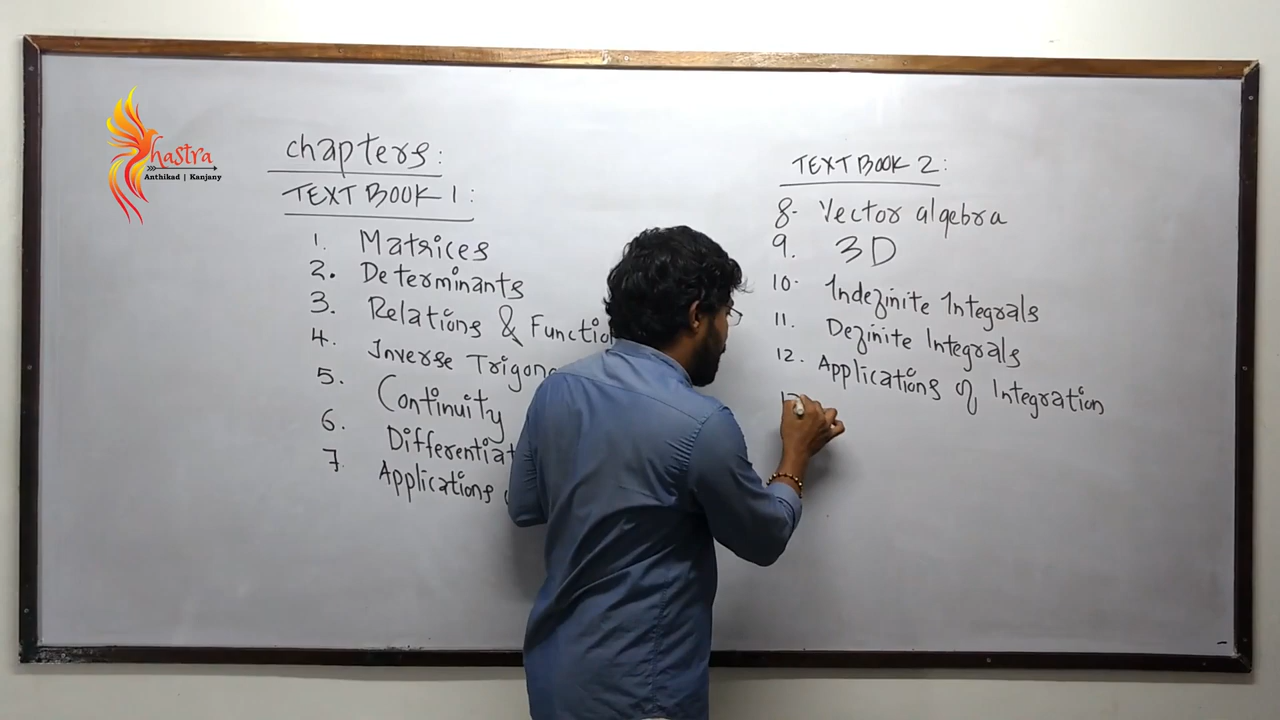 hastra
Anthikad | Kanjany
chapters:
TEXT BOOK 1:
1. Matrices
2. Determinants
3. Relations & Functio
4. Inverse Trigono
5. Continuity
6. Differentiat
7. Applications
TEXT BOOK 2:
8. Vector algebra
9. 3D
10. Indefinite Integrals
11. Definite Integrals
12. Applications of Integration